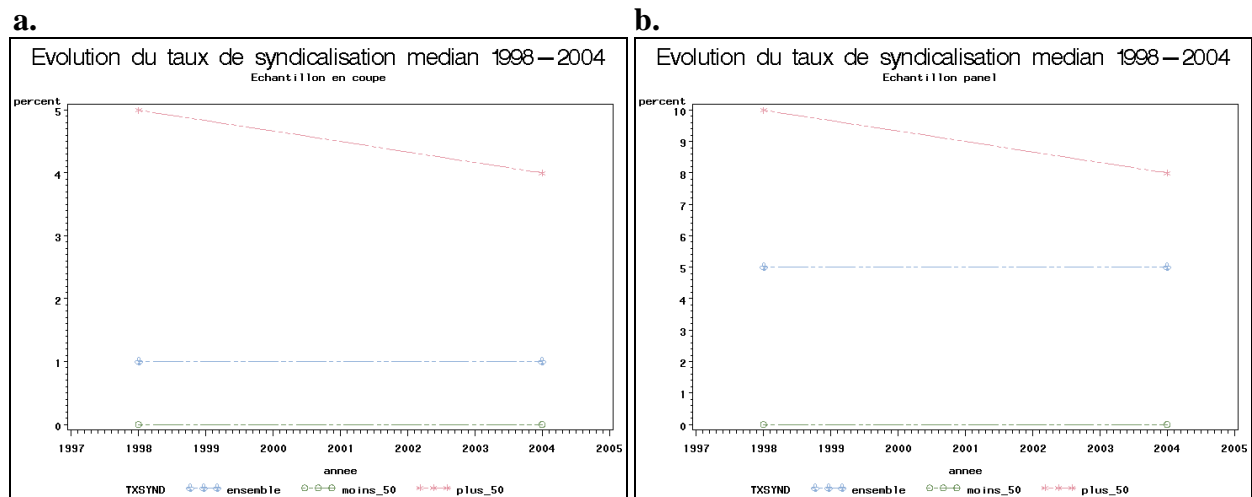 a.
Evolution du taux de syndicalisation median 1998–2004
Echantillon en coupe
percent
5
4
3
2
1
0
1997 1998 1999 2000 2001 2002 2003 2004 2005
annee
TXSYND ensemble moins_50 plus_50
b.
Evolution du taux de syndicalisation median 1998–2004
Echantillon panel
percent
10
9
8
7
6
5
4
3
2
1
0
1997 1998 1999 2000 2001 2002 2003 2004 2005
annee
TXSYND ensemble moins_50 plus_50